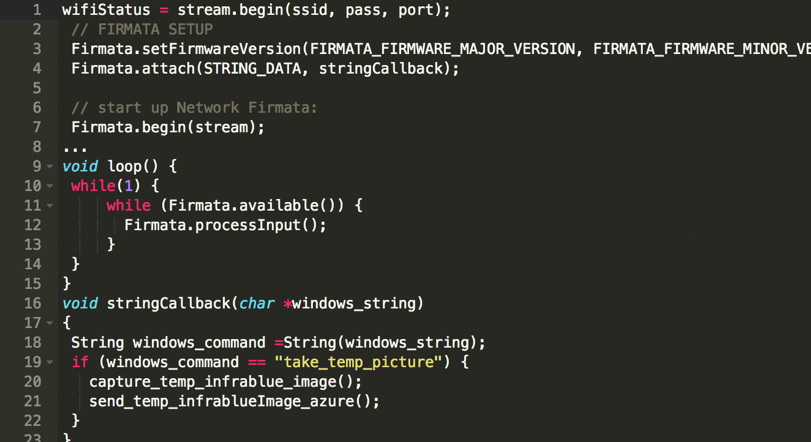 1 wifiStatus = stream.begin(ssid, pass, port);
2 // FIRMATA SETUP
3 Firmata.setFirmwareVersion(FIRMATA_FIRMWARE_MAJOR_VERSION, FIRMATA_FIRMWARE_MINOR_VE
4 Firmata.attach(STRING_DATA, stringCallback);
5
6 // start up Network Firmata:
7 Firmata.begin(stream);
8 ...
9 void loop() {
10 while(1) {
11 while (Firmata.available()) {
12 Firmata.processInput();
13 }
14 }
15 }
16 void stringCallback(char *windows_string)
17 {
18 String windows_command =String(windows_string);
19 if (windows_command == "take_temp_picture") {
20 capture_temp_infrablue_image();
21 send_temp_infrablueImage_azure();
22 }
23 }